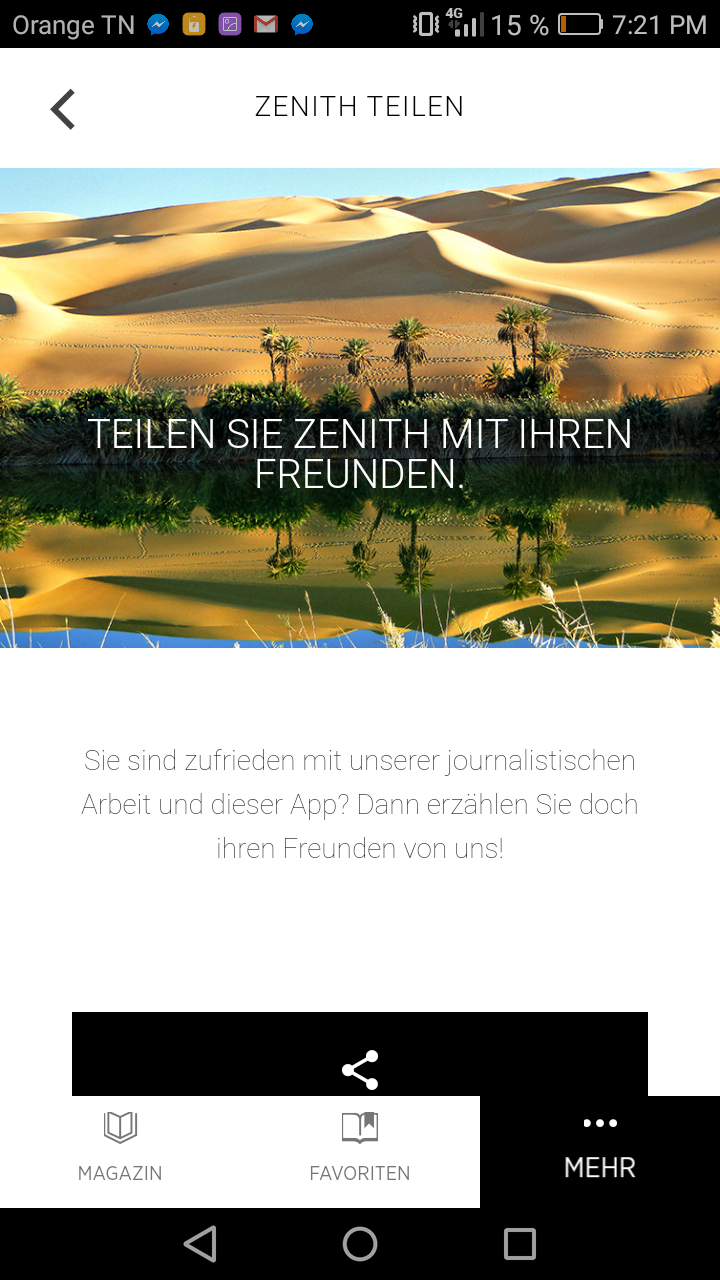 Orange TN 4G 15 % 7:21 PM
ZENITH TEILEN
TEILEN SIE ZENITH MIT IHREN
FREUNDEN.
Sie sind zufrieden mit unserer journalistischen
Arbeit und dieser App? Dann erzählen Sie doch
ihren Freunden von uns!
MAGAZIN FAVORITEN MEHR